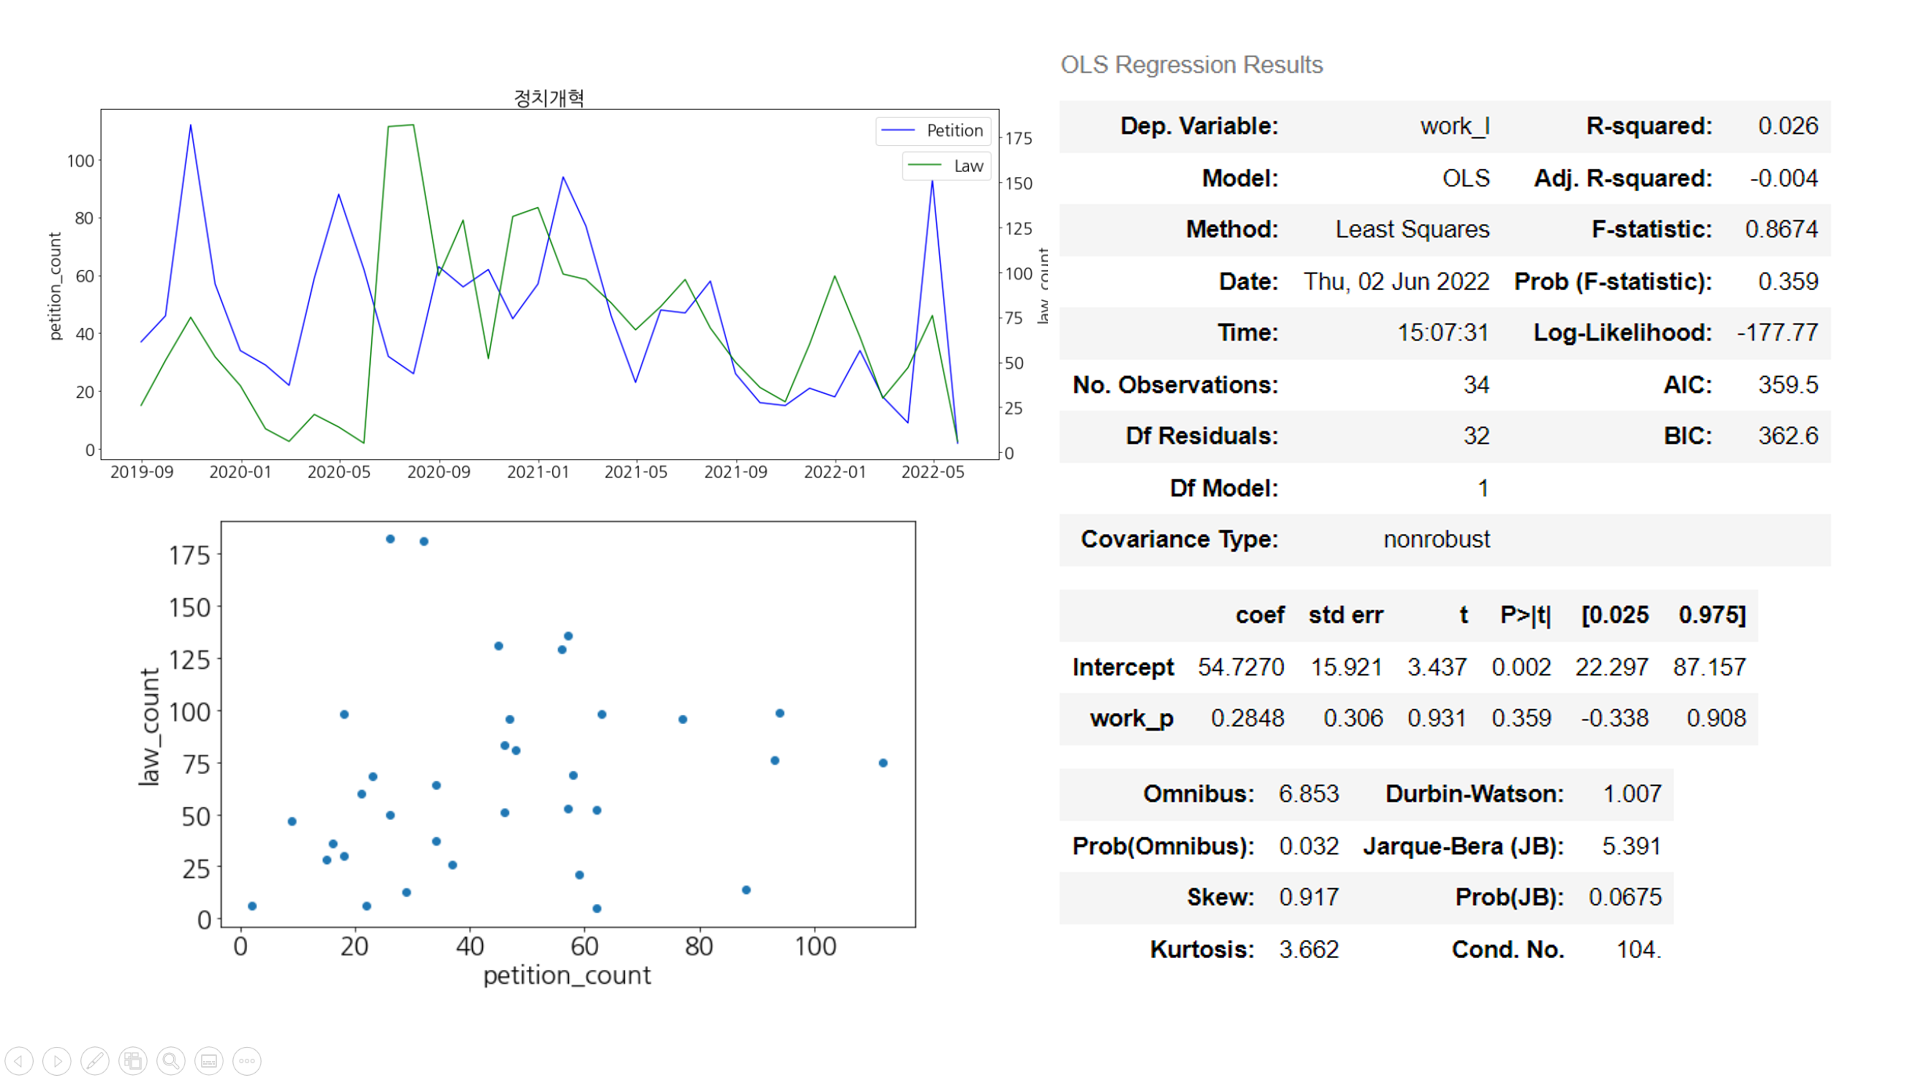 정치개혁
Petition
Law
petition_count
law_count
100
80
60
40
20
0
175
150
125
100
75
50
25
0
2019-09 2020-01 2020-05 2020-09 2021-01 2021-05 2021-09 2022-01 2022-05
law_count
175
150
125
100
75
50
25
0
0 20 40 60 80 100
petition_count
OLS Regression Results
Dep. Variable: work_l R-squared: 0.026
Model: OLS Adj. R-squared: -0.004
Method: Least Squares F-statistic: 0.8674
Date: Thu, 02 Jun 2022 Prob (F-statistic): 0.359
Time: 15:07:31 Log-Likelihood: -177.77
No. Observations: 34 AIC: 359.5
Df Residuals: 32 BIC: 362.6
Df Model: 1
Covariance Type: nonrobust
coef std err t P>|t| [0.025 0.975]
Intercept 54.7270 15.921 3.437 0.002 22.297 87.157
work_p 0.2848 0.306 0.931 0.359 -0.338 0.908
Omnibus: 6.853 Durbin-Watson: 1.007
Prob(Omnibus): 0.032 Jarque-Bera (JB): 5.391
Skew: 0.917 Prob(JB): 0.0675
Kurtosis: 3.662 Cond. No. 104.